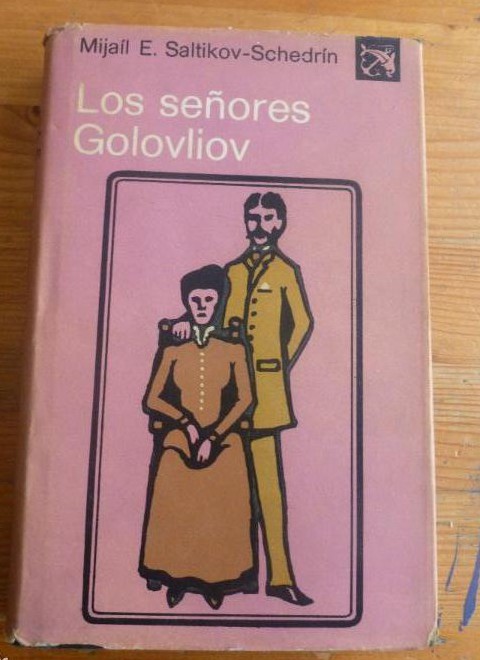 Mijaíl E. Saltikov-Schedrín
Los señores
Golovliov